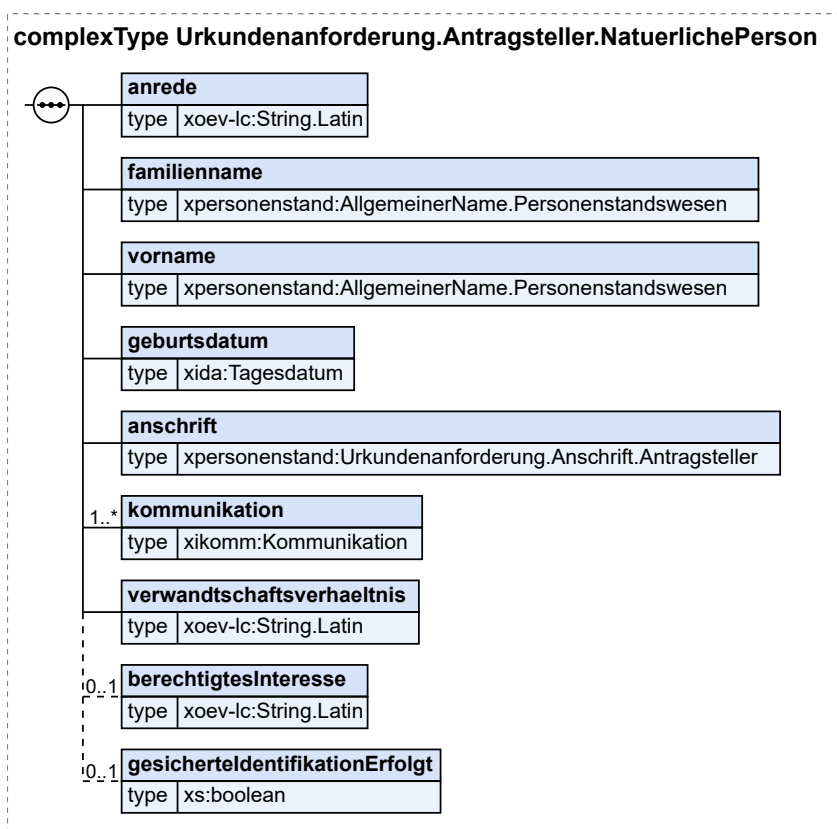 complexType Urkundenanforderung.Antragsteller.NatuerlichePerson
anrede
type xoev-lc:String.Latin
familienname
type xpersonenstand:AllgemeinerName.Personenstandswesen
vorname
type xpersonenstand:AllgemeinerName.Personenstandswesen
geburtsdatum
type xida:Tagesdatum
anschrift
type xpersonenstand:Urkundenanforderung.Anschrift.Antragsteller
1..* kommunikation
type xikomm:Kommunikation
verwandtschaftsverhaeltnis
type xoev-lc:String.Latin
0..1 berechtigtesInteresse
type xoev-lc:String.Latin
0..1 gesicherteIdentifikationErfolgt
type xs:boolean